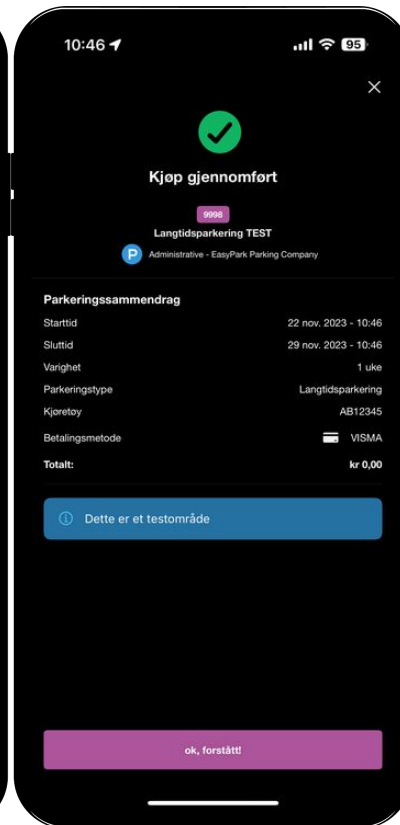 10:46
95
Kjøp gjennomført
9998
Langtidsparkering TEST
P Administrative - EasyPark Parking Company
Parkeringssammendrag
Starttid 22 nov. 2023 - 10:46
Sluttid 29 nov. 2023 - 10:46
Varighet 1 uke
Parkeringstype Langtidsparkering
Kjøretøy AB12345
Betalingsmetode VISMA
Totalt: kr 0,00
Dette er et testområde
ok, forstått!